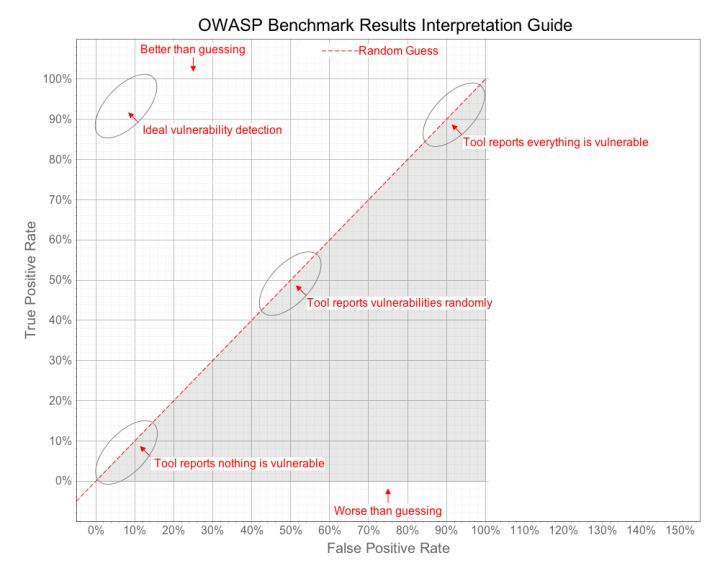 OWASP Benchmark Results Interpretation Guide
Better than guessing
Random Guess
100%
90%
Ideal vulnerability detection
Tool reports everything is vulnerable
80%
70%
60%
50%
Tool reports vulnerabilities randomly
40%
30%
20%
10%
Tool reports nothing is vulnerable
0%
Worse than guessing
True Positive Rate
0% 10% 20% 30% 40% 50% 60% 70% 80% 90% 100% 110% 120% 130% 140% 150%
False Positive Rate